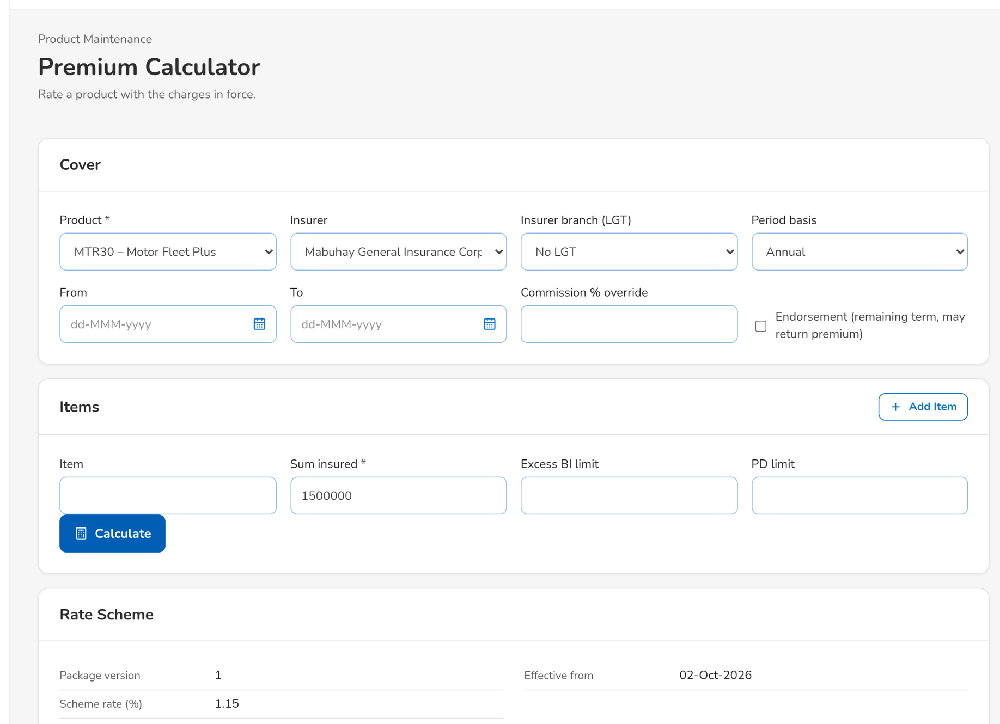 Product Maintenance
Premium Calculator
Rate a product with the charges in force.
Cover
Product *
Insurer
Insurer branch (LGT)
Period basis
MTR30 – Motor Fleet Plus
Mabuhay General Insurance Corp
No LGT
Annual
From
To
Commission % override
dd-MMM-yyyy
dd-MMM-yyyy
Endorsement (remaining term, may
return premium)
Items
Add Item
Item
Sum insured *
Excess BI limit
PD limit
1500000
Calculate
Rate Scheme
Package version
1
Effective from
02-Oct-2026
Scheme rate (%)
1.15